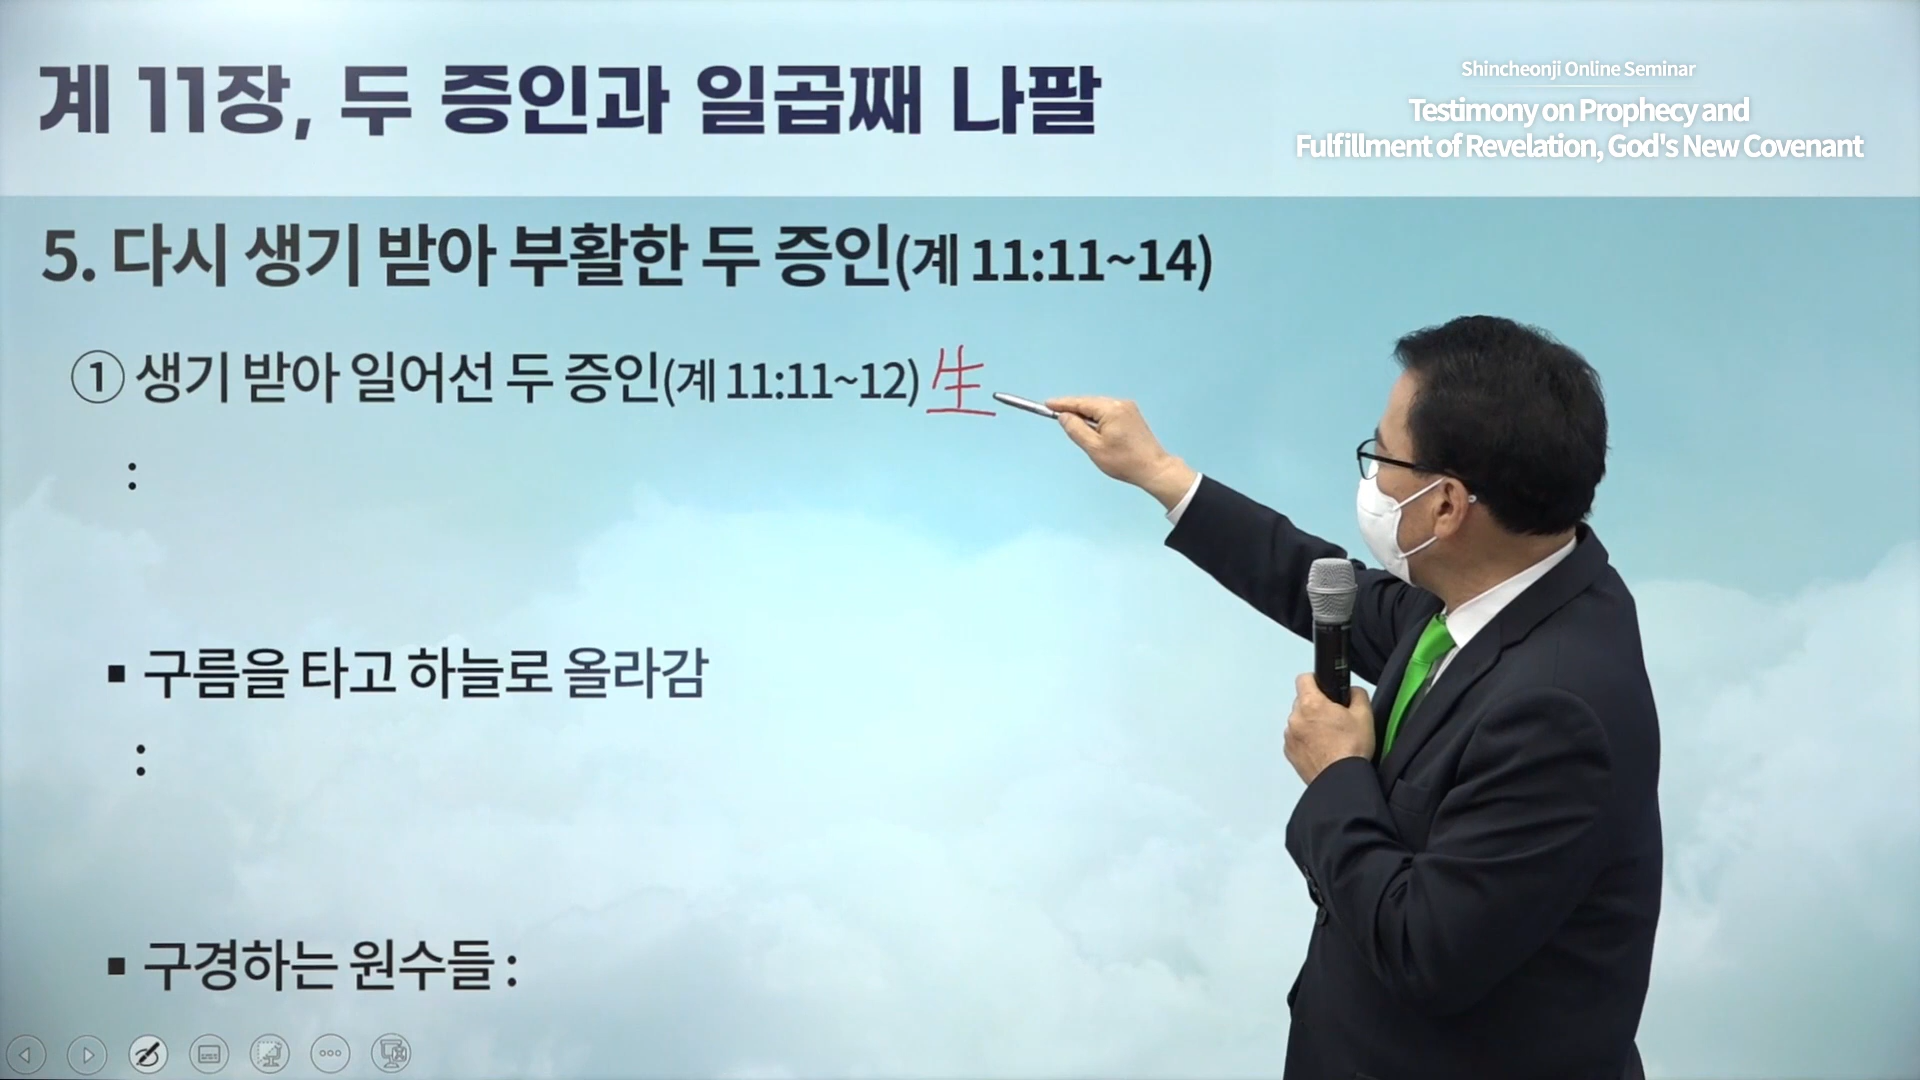 계 11장, 두 증인과 일곱째 나팔
Shincheonji Online Seminar
Testimony on Prophecy and
Fulfillment of Revelation, God's New Covenant
5. 다시 생기 받아 부활한 두 증인(계 11:11~14)
① 생기 받아 일어선 두 증인(계 11:11~12) 生
:
▪ 구름을 타고 하늘로 올라감
:
▪ 구경하는 원수들 :